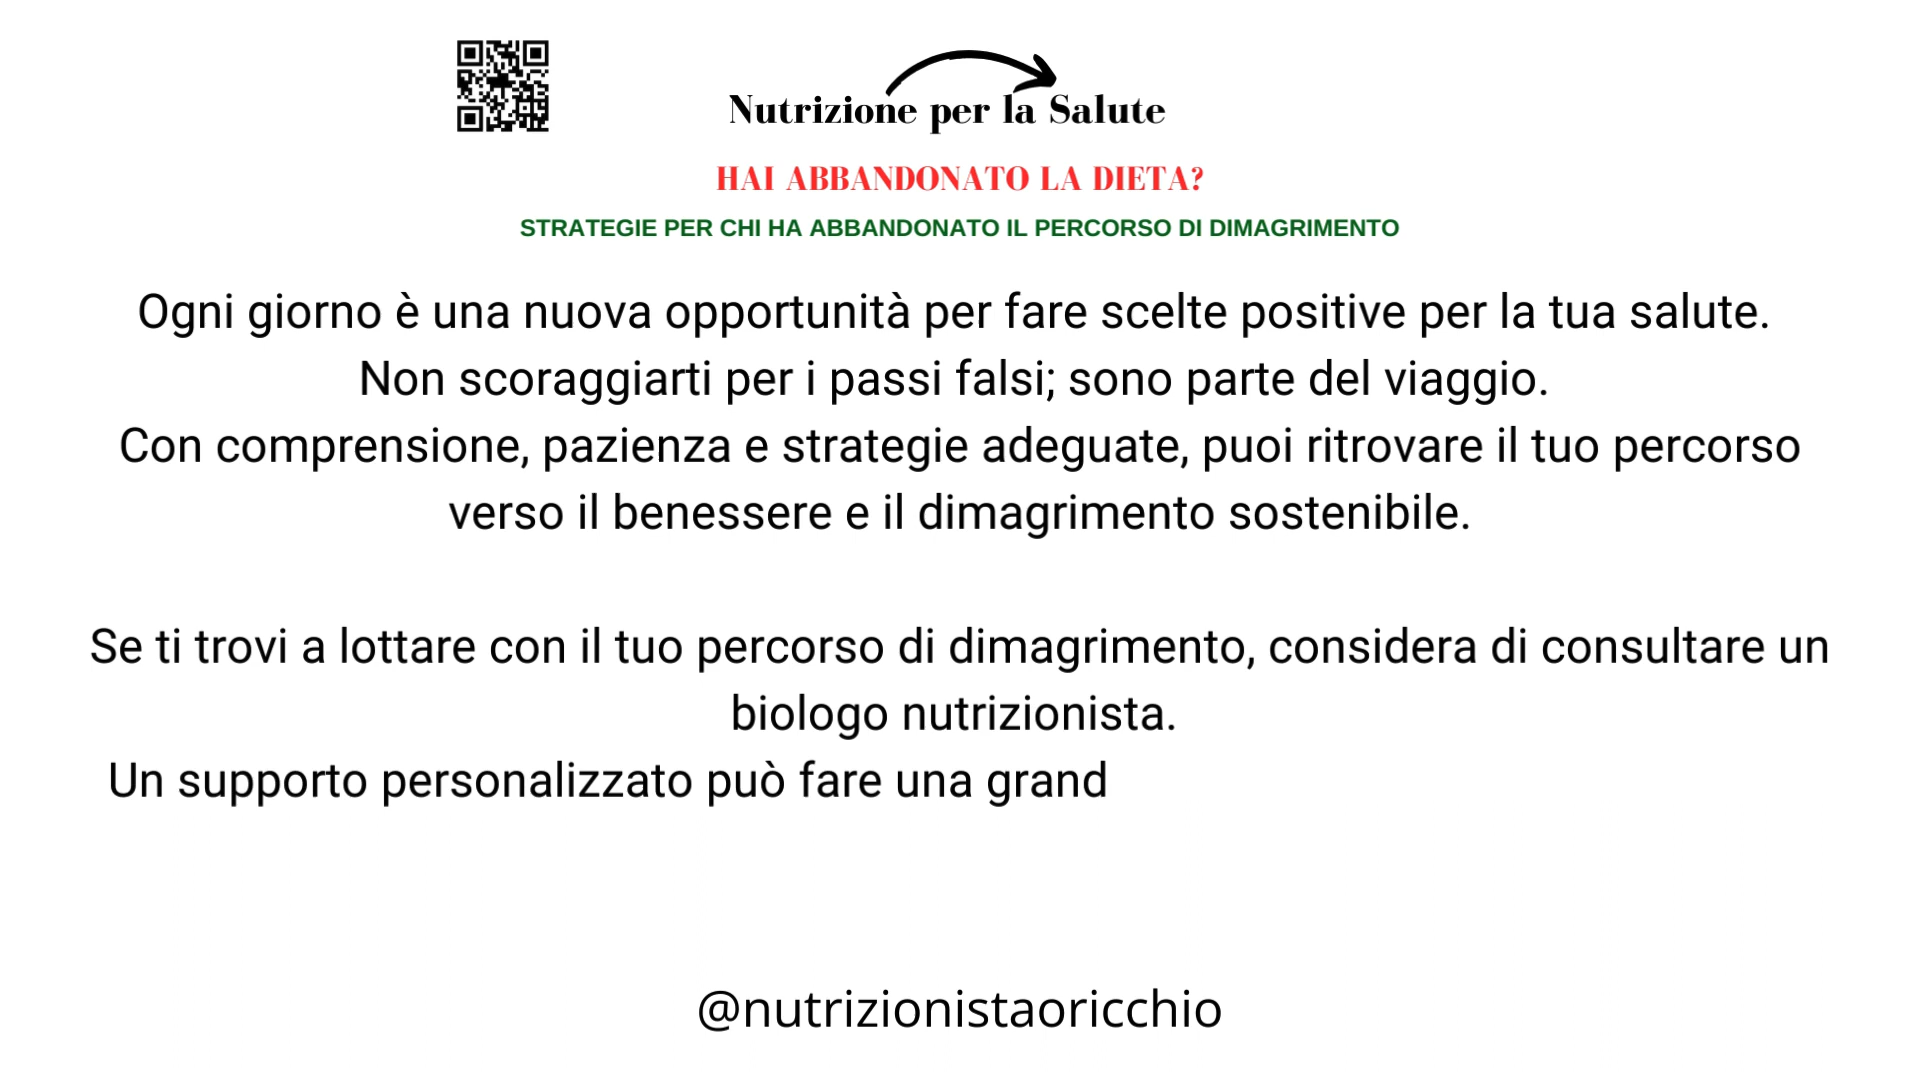 Nutrizione per la Salute
HAI ABBANDONATO LA DIETA?
STRATEGIE PER CHI HA ABBANDONATO IL PERCORSO DI DIMAGRIMENTO
Ogni giorno è una nuova opportunità per fare scelte positive per la tua salute.
Non scoraggiarti per i passi falsi; sono parte del viaggio.
Con comprensione, pazienza e strategie adeguate, puoi ritrovare il tuo percorso
verso il benessere e il dimagrimento sostenibile.
Se ti trovi a lottare con il tuo percorso di dimagrimento, considera di consultare un
biologo nutrizionista.
Un supporto personalizzato può fare una grand
@nutrizionistaoricchio